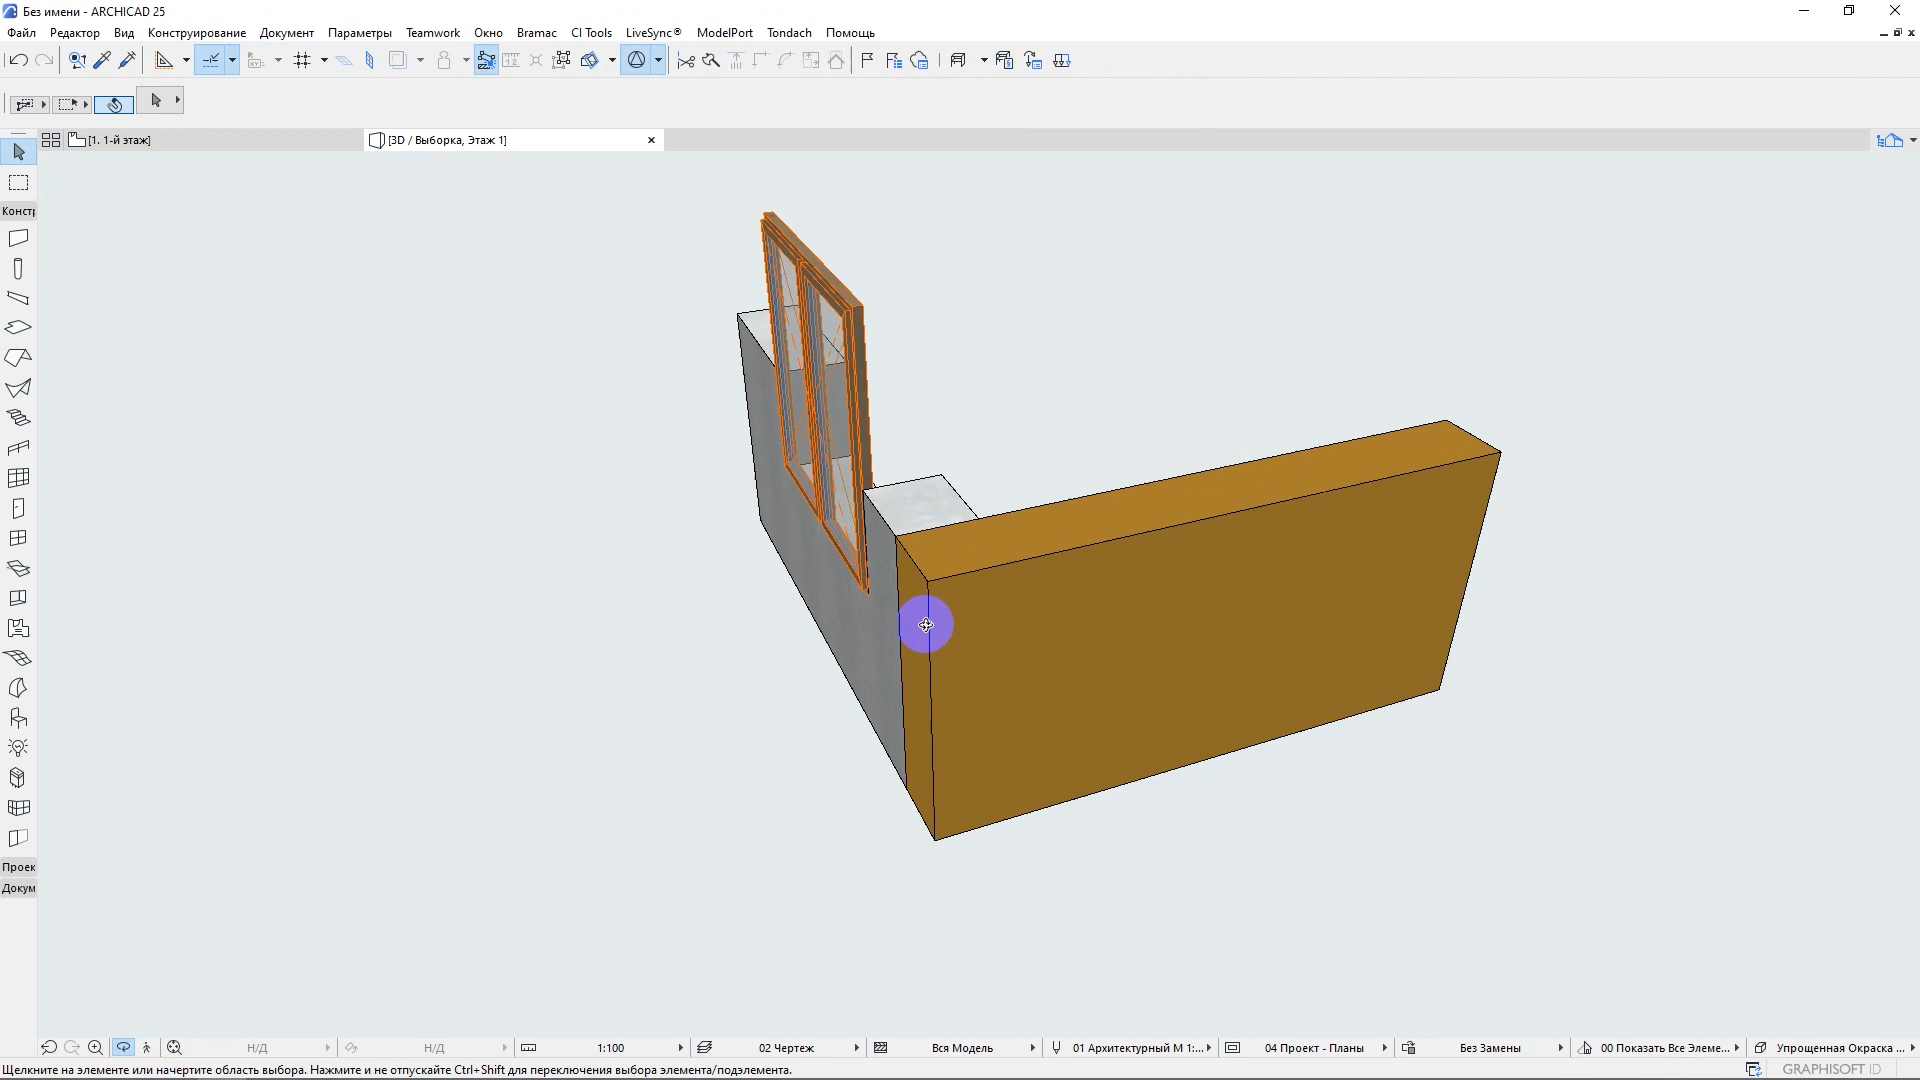 Без имени - ARCHICAD 25
Файл Редактор Вид Конструирование Документ Параметры Teamwork Окно Bramac CI Tools LiveSync® ModelPort Tondach Помощь
[1. 1-й этаж] [3D / Выборка, Этаж 1]
Констр
Проек
Докум
Н/Д Н/Д 1:100 02 Чертеж Вся Модель 01 Архитектурный М 1:... 04 Проект - Планы Без Замены 00 Показать Все Элеме... Упрощенная Окраска ...
Щелкните на элементе или начертите область выбора. Нажмите и не отпускайте Ctrl+Shift для переключения выбора элемента/подэлемента.
GRAPHISOFT ID